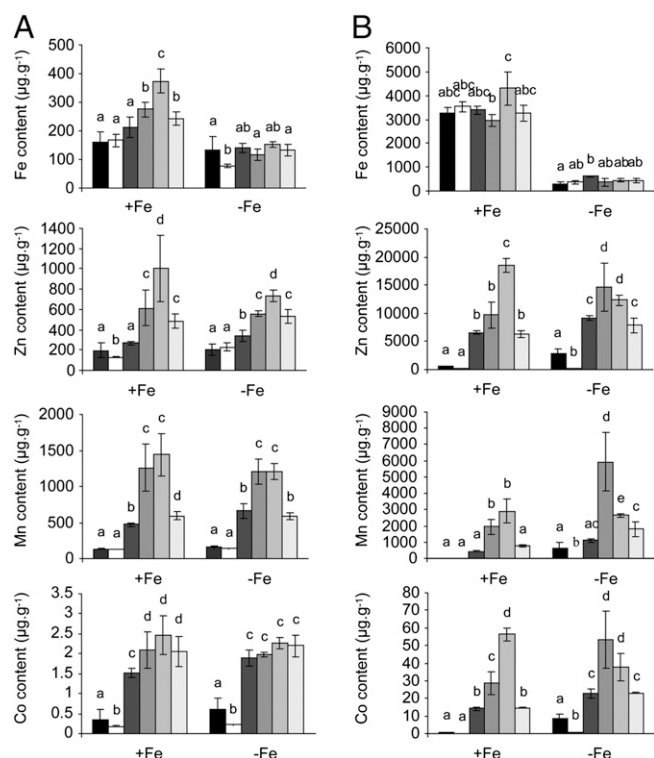 A
Fe content (µg.g⁻¹)
500
400
300
200
100
0
a a a b c b
a b ab a ab a
+Fe -Fe
Zn content (µg.g⁻¹)
1400
1200
1000
800
600
400
200
0
a b a c d c
a a b c d c
+Fe -Fe
Mn content (µg.g⁻¹)
2000
1500
1000
500
0
a a b c c d
a a b c c b
+Fe -Fe
Co content (µg.g⁻¹)
3.5
3
2.5
2
1.5
1
0.5
0
a b c d d d
a b c c c c
+Fe -Fe
B
Fe content (µg.g⁻¹)
6000
5000
4000
3000
2000
1000
0
abc abc abc b c abc
a ab b ab ab ab
+Fe -Fe
Zn content (µg.g⁻¹)
25000
20000
15000
10000
5000
0
a a b b c b
a b c d d c
+Fe -Fe
Mn content (µg.g⁻¹)
9000
8000
7000
6000
5000
4000
3000
2000
1000
0
a a a b b a
a b ac d e c
+Fe -Fe
Co content (µg.g⁻¹)
80
70
60
50
40
30
20
10
0
a a b c d b
a b c d d c
+Fe -Fe